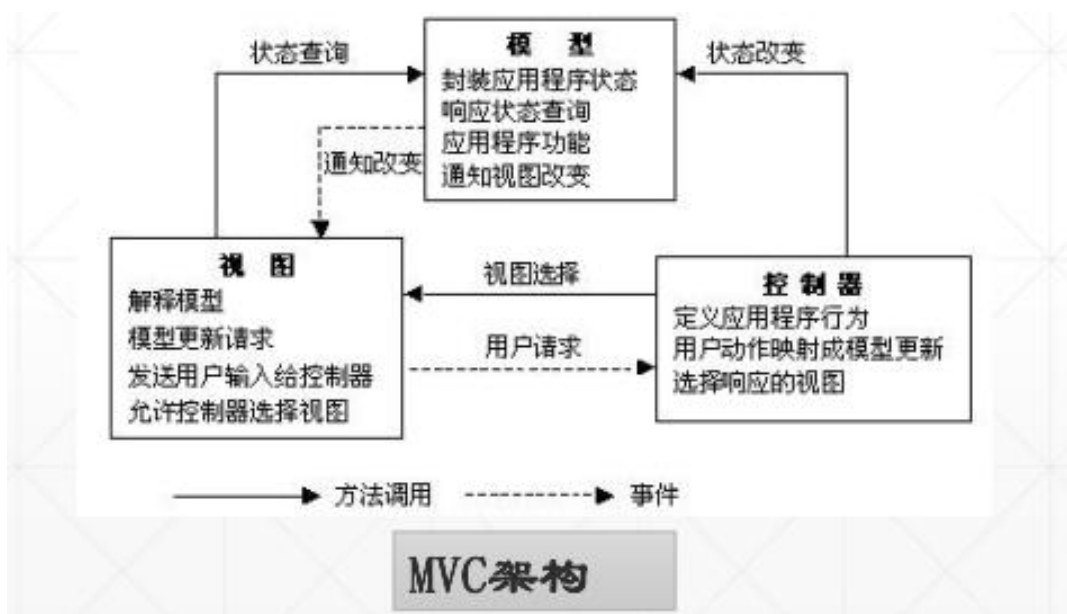 状态查询
模 型
状态改变
封装应用程序状态
响应状态查询
应用程序功能
通知视图改变
通知改变
视 图
解释模型
模型更新请求
发送用户输入给控制器
允许控制器选择视图
视图选择
用户请求
控 制 器
定义应用程序行为
用户动作映射成模型更新
选择响应的视图
方法调用
事件
MVC架构